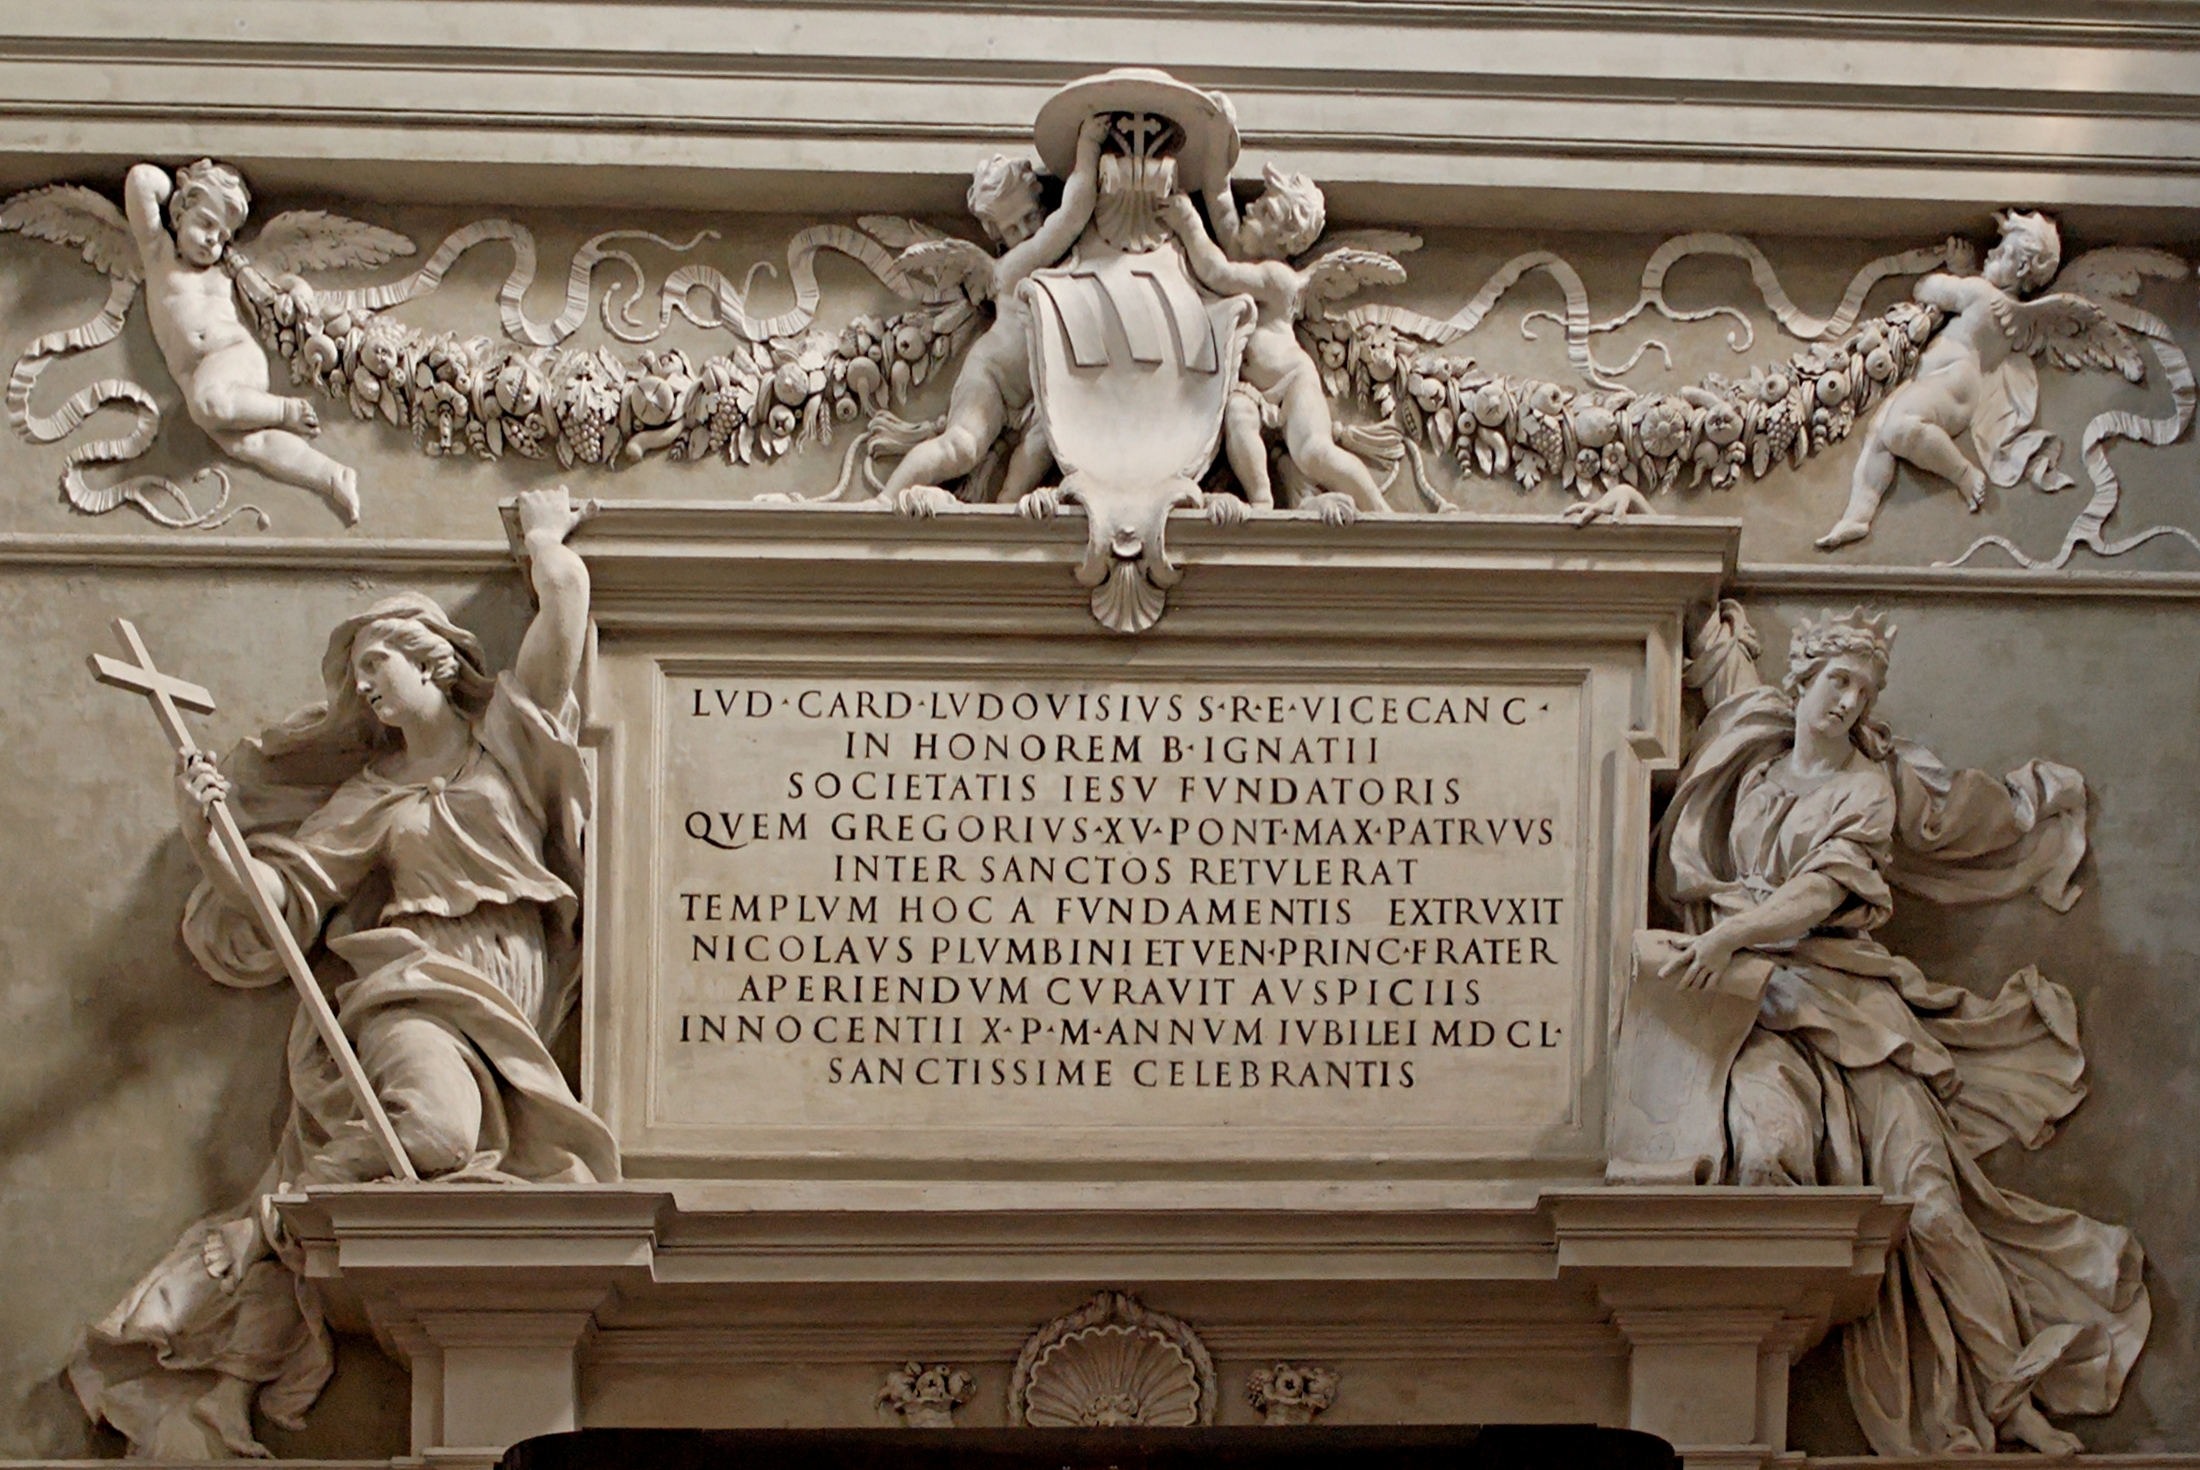 LVD·CARD·LVDOVISIVS S·R·E·VICECANC·
IN HONOREM B·IGNATII
SOCIETATIS IESV FVNDATORIS
QVEM GREGORIVS·XV·PONT·MAX·PATRVVS
INTER SANCTOS RETVLERAT
TEMPLVM HOC A FVNDAMENTIS EXTRVXIT
NICOLAVS PLVMBINI ET VEN·PRINC·FRATER
APERIENDVM CVRAVIT AVSPICIIS
INNOCENTII X·P·M·ANNVM IVBILEI MDCL·
SANCTISSIME CELEBRANTIS